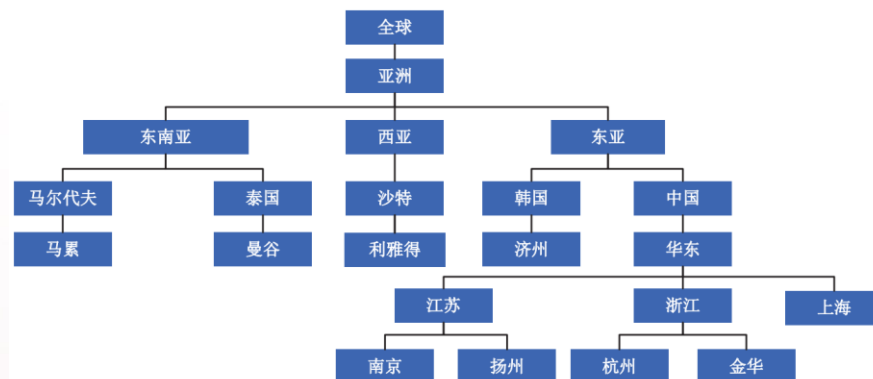 全球
亚洲
东南亚
西亚
东亚
马尔代夫
泰国
沙特
韩国
中国
马累
曼谷
利雅得
济州
华东
江苏
浙江
上海
南京
扬州
杭州
金华